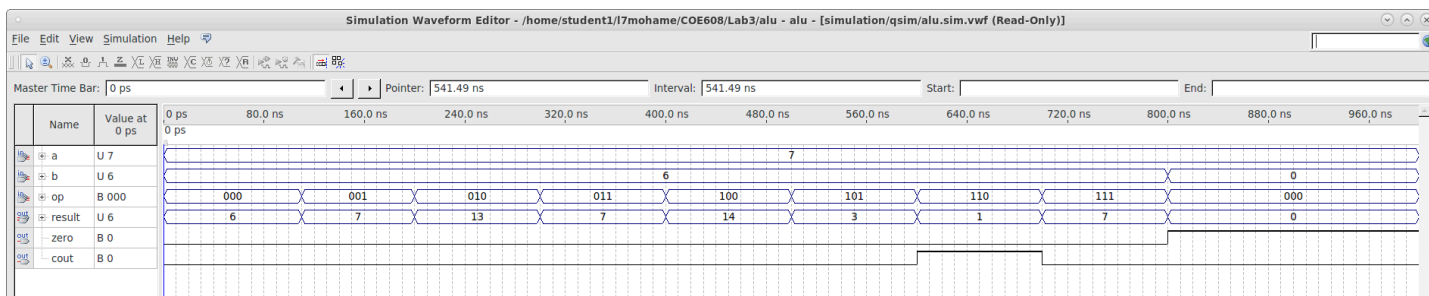 Simulation Waveform Editor - /home/student1/l7mohame/COE608/Lab3/alu - alu - [simulation/qsim/alu.sim.vwf (Read-Only)]
File Edit View Simulation Help
Master Time Bar: 0 ps Pointer: 541.49 ns Interval: 541.49 ns Start: End:
Name Value at 0 ps
0 ps 80.0 ns 160.0 ns 240.0 ns 320.0 ns 400.0 ns 480.0 ns 560.0 ns 640.0 ns 720.0 ns 800.0 ns 880.0 ns 960.0 ns
0 ps
a U 7 7
b U 6 6 0
op B 000 000 001 010 011 100 101 110 111 000
result U 6 6 7 13 7 14 3 1 7 0
zero B 0
cout B 0